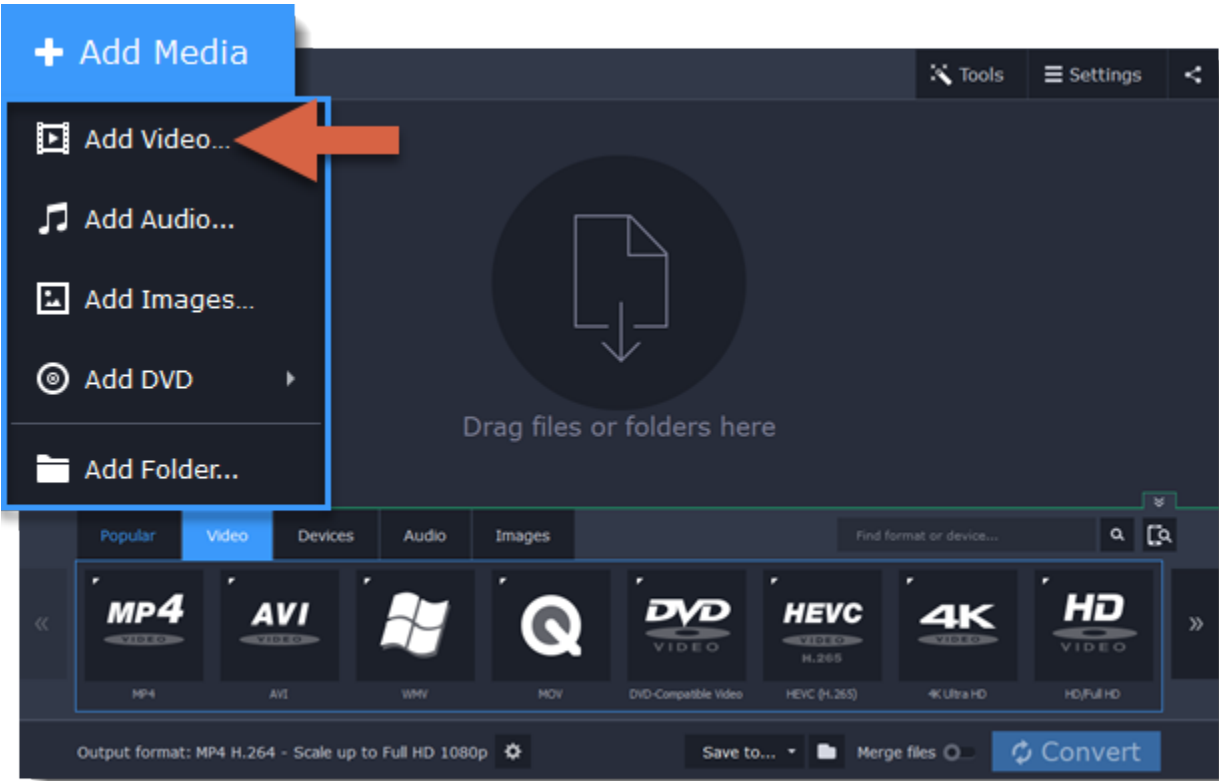 + Add Media
Tools
Settings
Add Video...
Add Audio...
Add Images...
Add DVD
Add Folder...
Drag files or folders here
Popular
Video
Devices
Audio
Images
Find format or device...
MP4 VIDEO
AVI VIDEO
DVD VIDEO
HEVC VIDEO H.265
4K VIDEO
HD VIDEO
MP4
AVI
WMV
MOV
DVD-Compatible Video
HEVC (H.265)
4K Ultra HD
HD/Full HD
Output format: MP4 H.264 - Scale up to Full HD 1080p
Save to...
Merge files
Convert